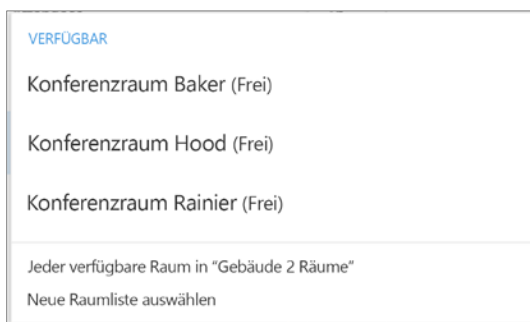 VERFÜGBAR
Konferenzraum Baker (Frei)
Konferenzraum Hood (Frei)
Konferenzraum Rainier (Frei)
Jeder verfügbare Raum in “Gebäude 2 Räume”
Neue Raumliste auswählen